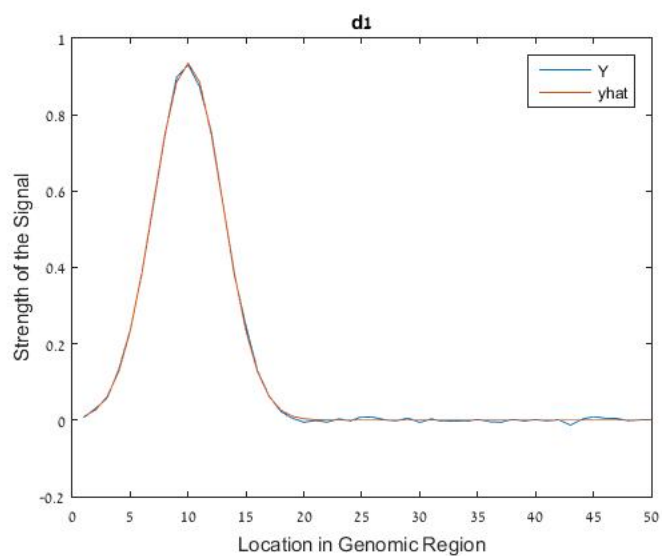 d1
Y
yhat
Strength of the Signal
1
0.8
0.6
0.4
0.2
0
-0.2
0 5 10 15 20 25 30 35 40 45 50
Location in Genomic Region